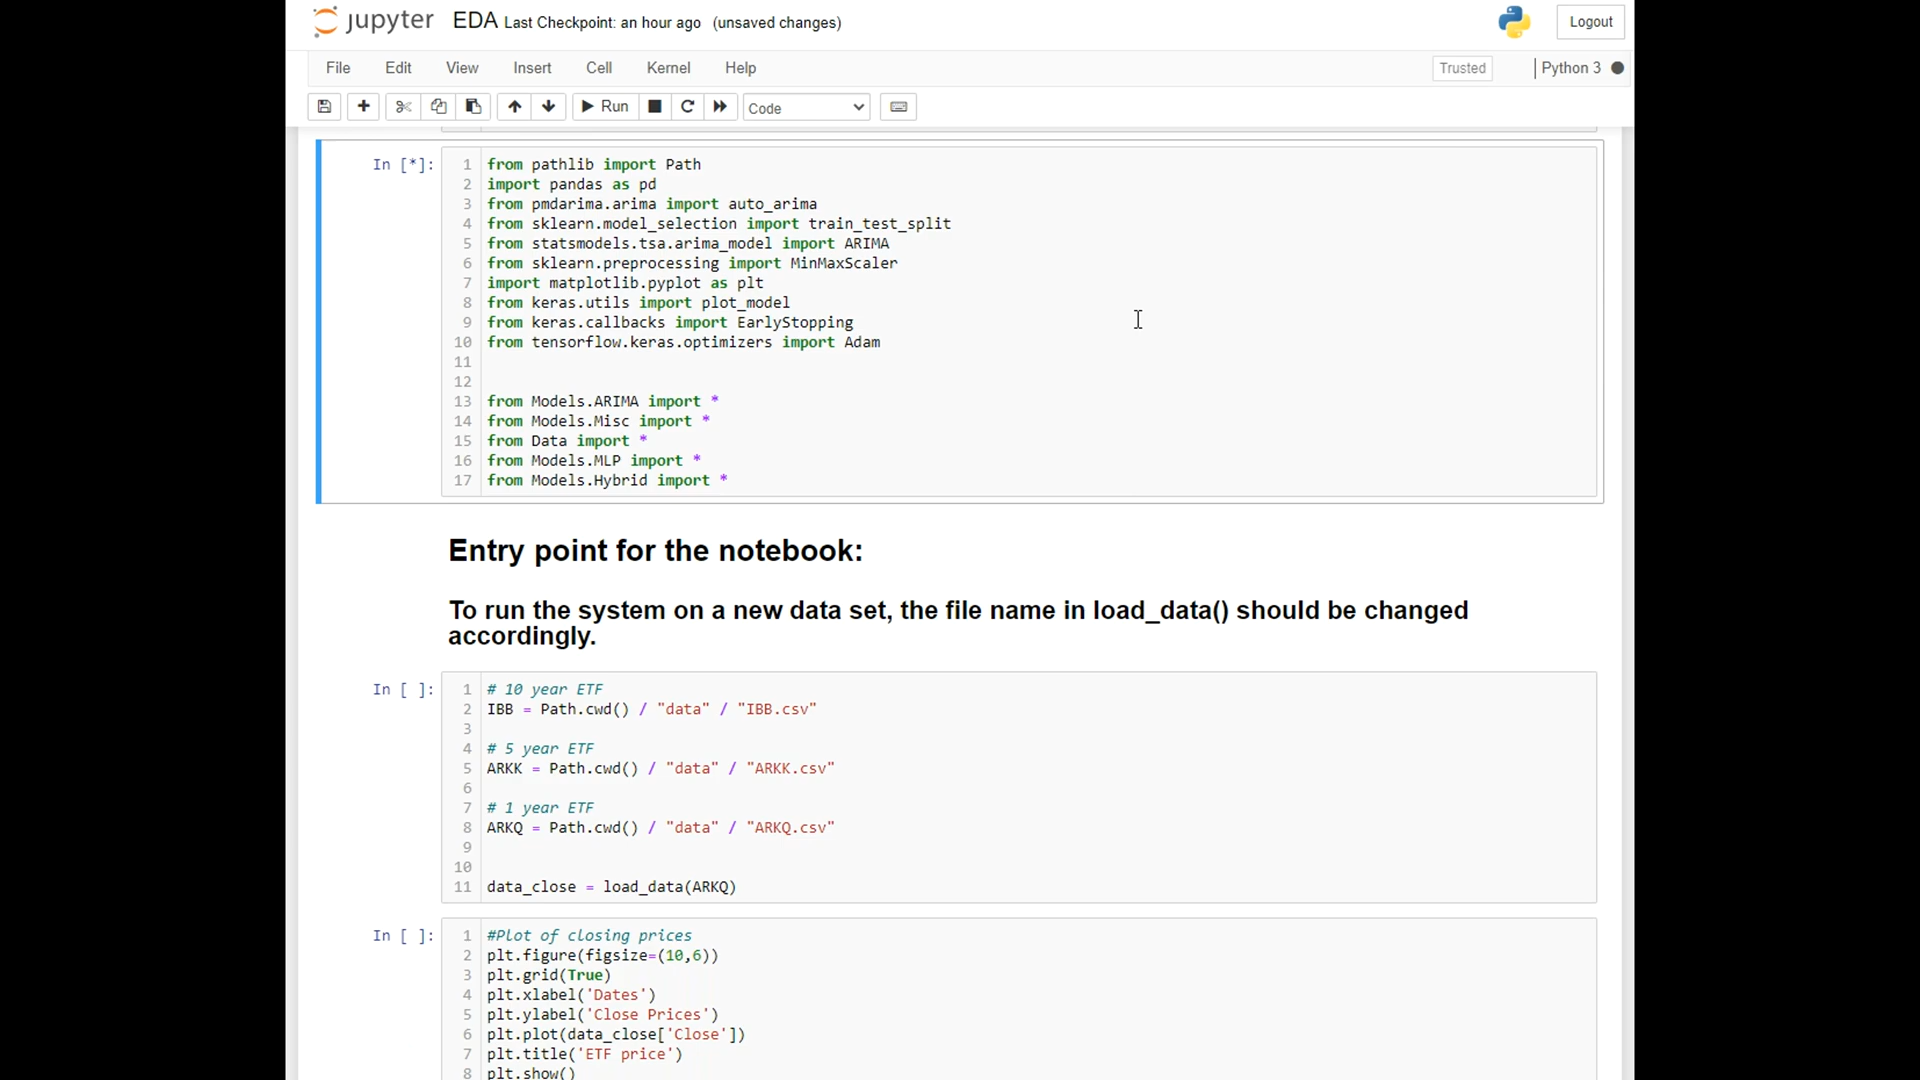 jupyter EDA Last Checkpoint: an hour ago (unsaved changes) Logout
File Edit View Insert Cell Kernel Help Trusted Python 3
Run Code
In [*]:
1 from pathlib import Path
2 import pandas as pd
3 from pmdarima.arima import auto_arima
4 from sklearn.model_selection import train_test_split
5 from statsmodels.tsa.arima_model import ARIMA
6 from sklearn.preprocessing import MinMaxScaler
7 import matplotlib.pyplot as plt
8 from keras.utils import plot_model
9 from keras.callbacks import EarlyStopping
10 from tensorflow.keras.optimizers import Adam
11
12
13 from Models.ARIMA import *
14 from Models.Misc import *
15 from Data import *
16 from Models.MLP import *
17 from Models.Hybrid import *
Entry point for the notebook:
To run the system on a new data set, the file name in load_data() should be changed
accordingly.
In [ ]:
1 # 10 year ETF
2 IBB = Path.cwd() / "data" / "IBB.csv"
3
4 # 5 year ETF
5 ARKK = Path.cwd() / "data" / "ARKK.csv"
6
7 # 1 year ETF
8 ARKQ = Path.cwd() / "data" / "ARKQ.csv"
9
10
11 data_close = load_data(ARKQ)
In [ ]:
1 #Plot of closing prices
2 plt.figure(figsize=(10,6))
3 plt.grid(True)
4 plt.xlabel('Dates')
5 plt.ylabel('Close Prices')
6 plt.plot(data_close['Close'])
7 plt.title('ETF price')
8 plt.show()